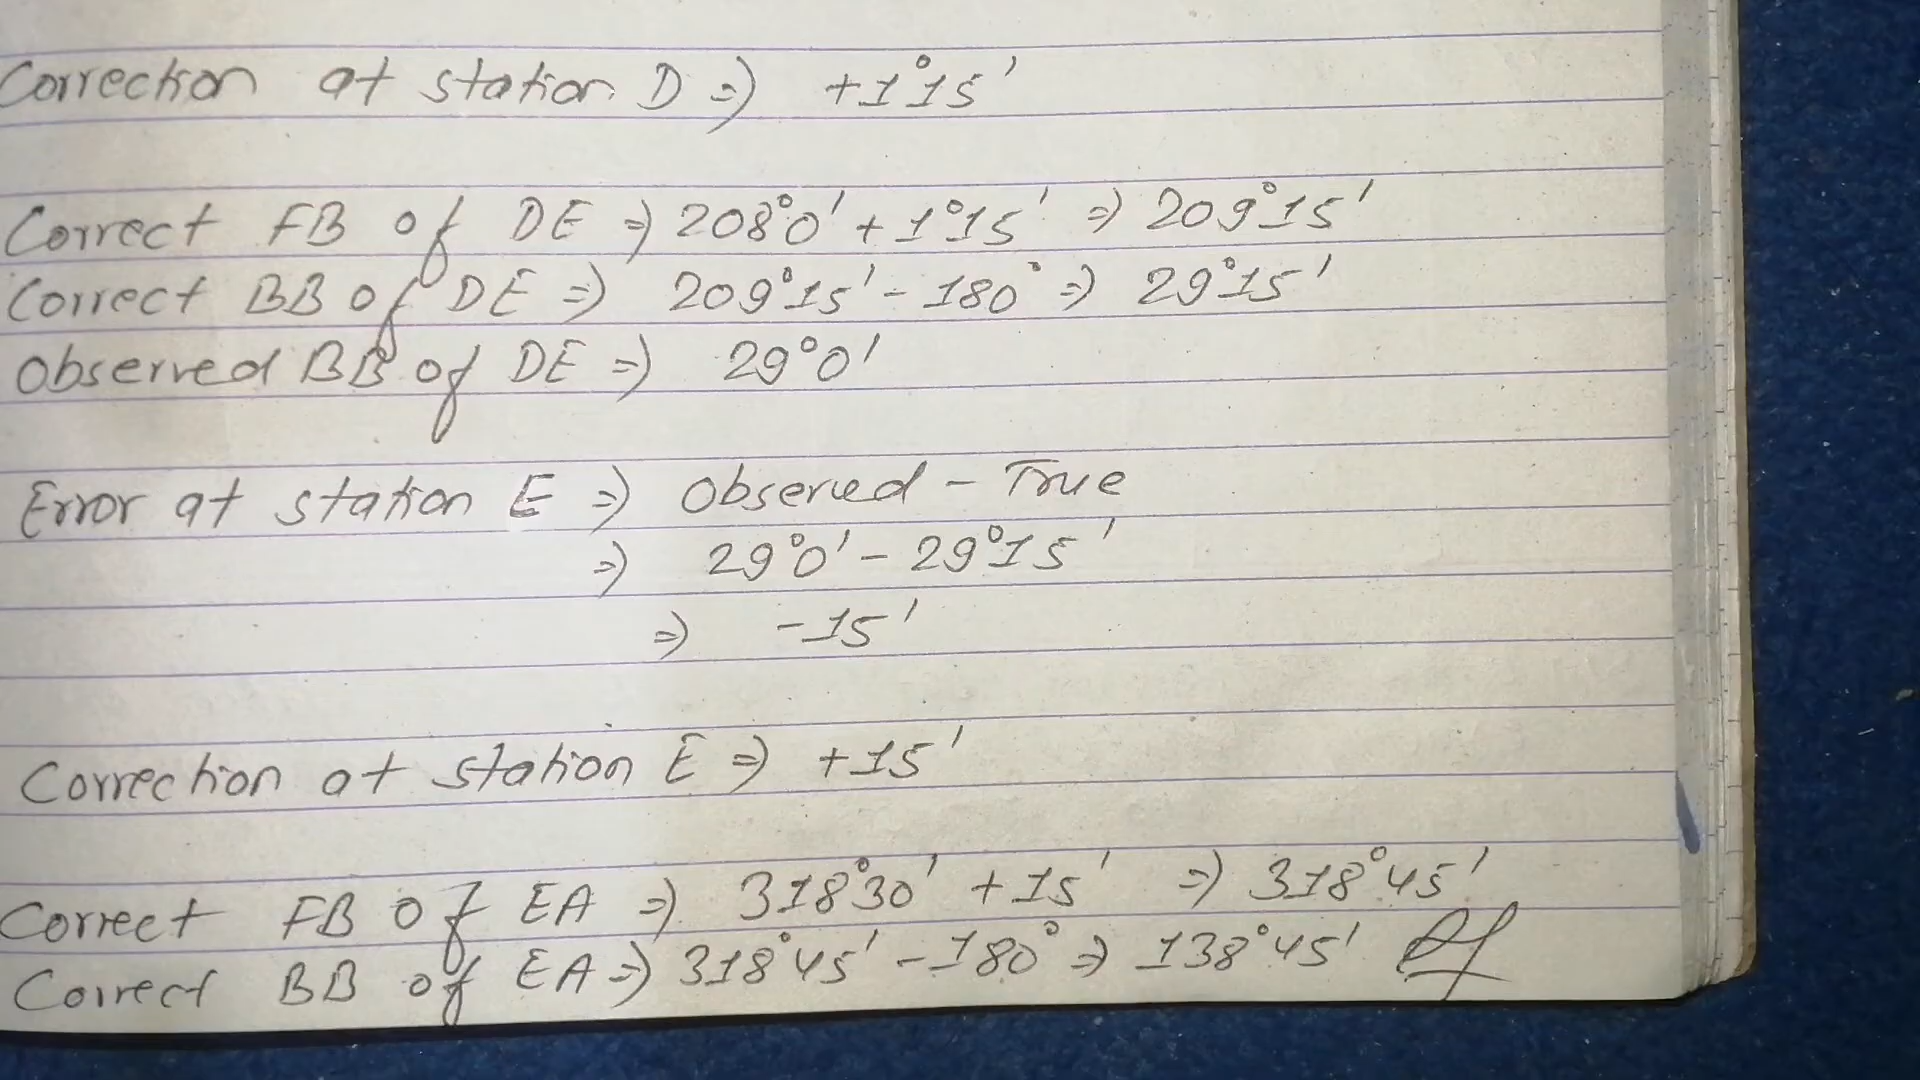 Correction at station D => +1°15'
Correct FB of DE => 208°0' + 1°15' => 209°15'
Correct BB of DE => 209°15' - 180° => 29°15'
Observed BB of DE => 29°0'
Error at station E => Observed - True
=> 29°0' - 29°15'
=> -15'
Correction at station E => +15'
Correct FB of EA => 318°30' + 15' => 318°45'
Correct BB of EA => 318°45' - 180° => 138°45'